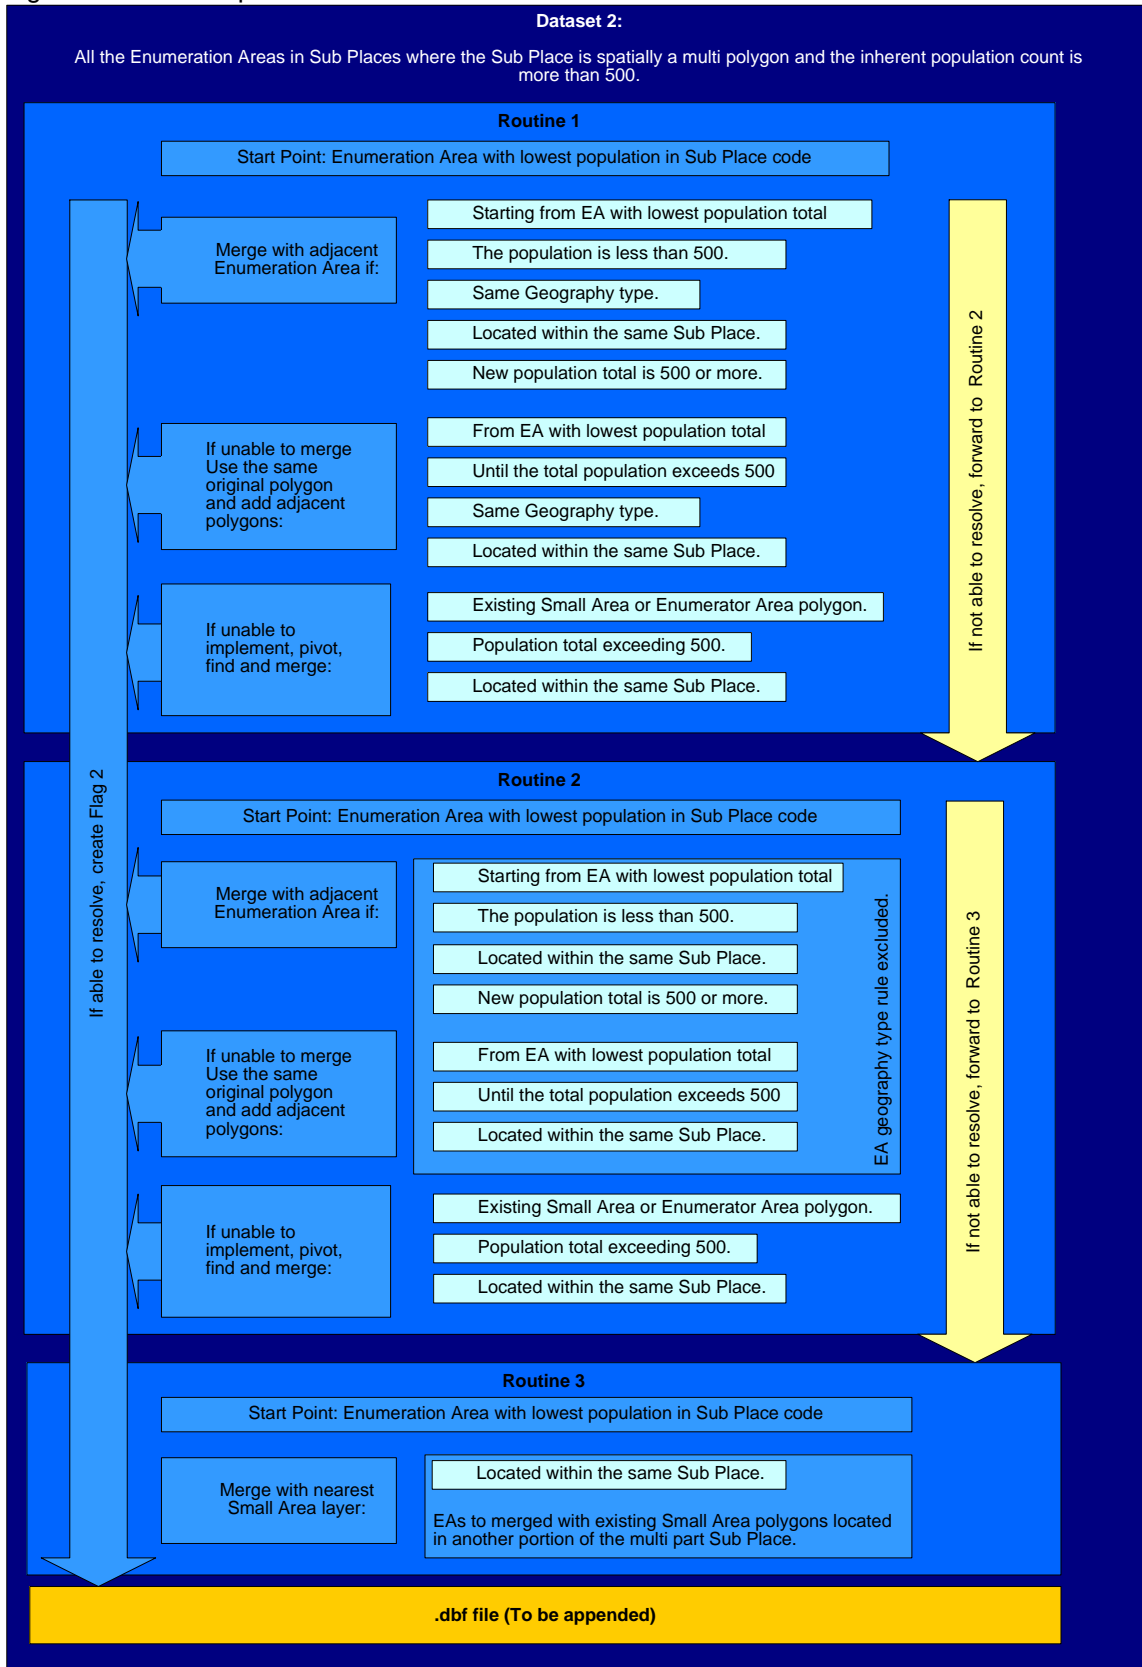 Dataset 2:
All the Enumeration Areas in Sub Places where the Sub Place is spatially a multi polygon and the inherent population count is
more than 500.
Routine 1
Start Point: Enumeration Area with lowest population in Sub Place code
Merge with adjacent
Enumeration Area if:
Starting from EA with lowest population total
The population is less than 500.
Same Geography type.
Located within the same Sub Place.
New population total is 500 or more.
If unable to merge
Use the same
original polygon
and add adjacent
polygons:
From EA with lowest population total
Until the total population exceeds 500
Same Geography type.
Located within the same Sub Place.
If unable to
implement, pivot,
find and merge:
Existing Small Area or Enumerator Area polygon.
Population total exceeding 500.
Located within the same Sub Place.
If not able to resolve, forward to Routine 2
If able to resolve, create Flag 2
Routine 2
Start Point: Enumeration Area with lowest population in Sub Place code
Merge with adjacent
Enumeration Area if:
Starting from EA with lowest population total
The population is less than 500.
Located within the same Sub Place.
New population total is 500 or more.
If unable to merge
Use the same
original polygon
and add adjacent
polygons:
From EA with lowest population total
Until the total population exceeds 500
Located within the same Sub Place.
EA geography type rule excluded.
If unable to
implement, pivot,
find and merge:
Existing Small Area or Enumerator Area polygon.
Population total exceeding 500.
Located within the same Sub Place.
If not able to resolve, forward to Routine 3
Routine 3
Start Point: Enumeration Area with lowest population in Sub Place code
Merge with nearest
Small Area layer:
Located within the same Sub Place.
EAs to merged with existing Small Area polygons located
in another portion of the multi part Sub Place.
.dbf file (To be appended)